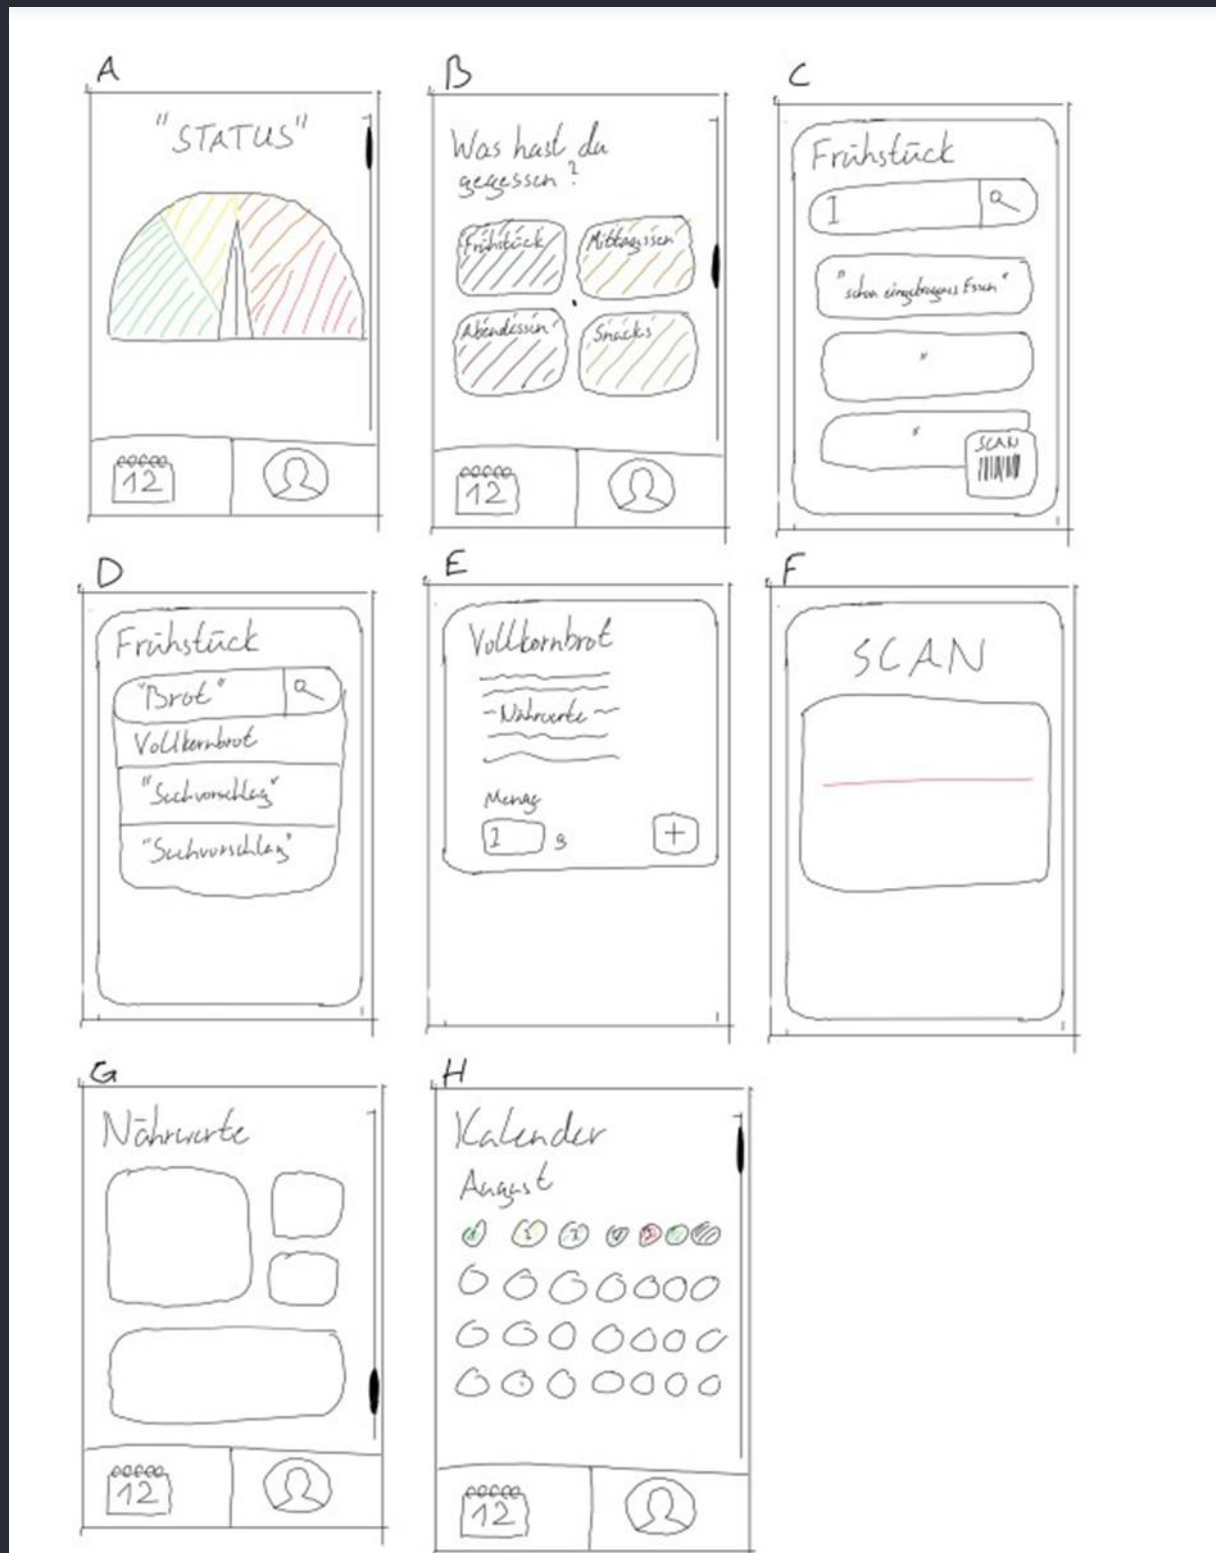 A
"STATUS"
12
B
Was hast du
gegessen?
Frühstück
Mittagessen
Abendessen
Snacks
12
C
Frühstück
"schon eingetragenes Essen"
"
"
SCAN
D
Frühstück
"Brot"
Vollkornbrot
"Suchvorschlag"
"Suchvorschlag"
E
Vollkornbrot
Nährwerte
Menge
g
F
SCAN
G
Nährwerte
12
H
Kalender
August
12